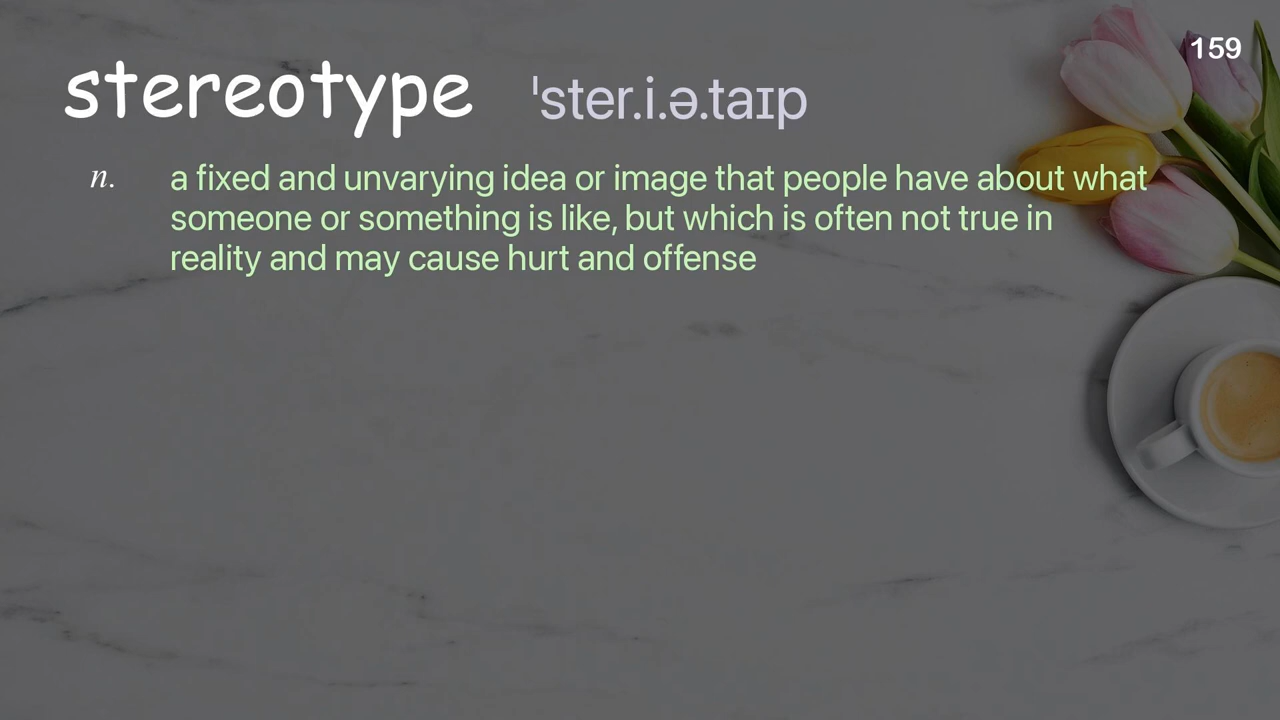 159
stereotype ˈster.i.ə.taɪp
n. a fixed and unvarying idea or image that people have about what
someone or something is like, but which is often not true in
reality and may cause hurt and offense